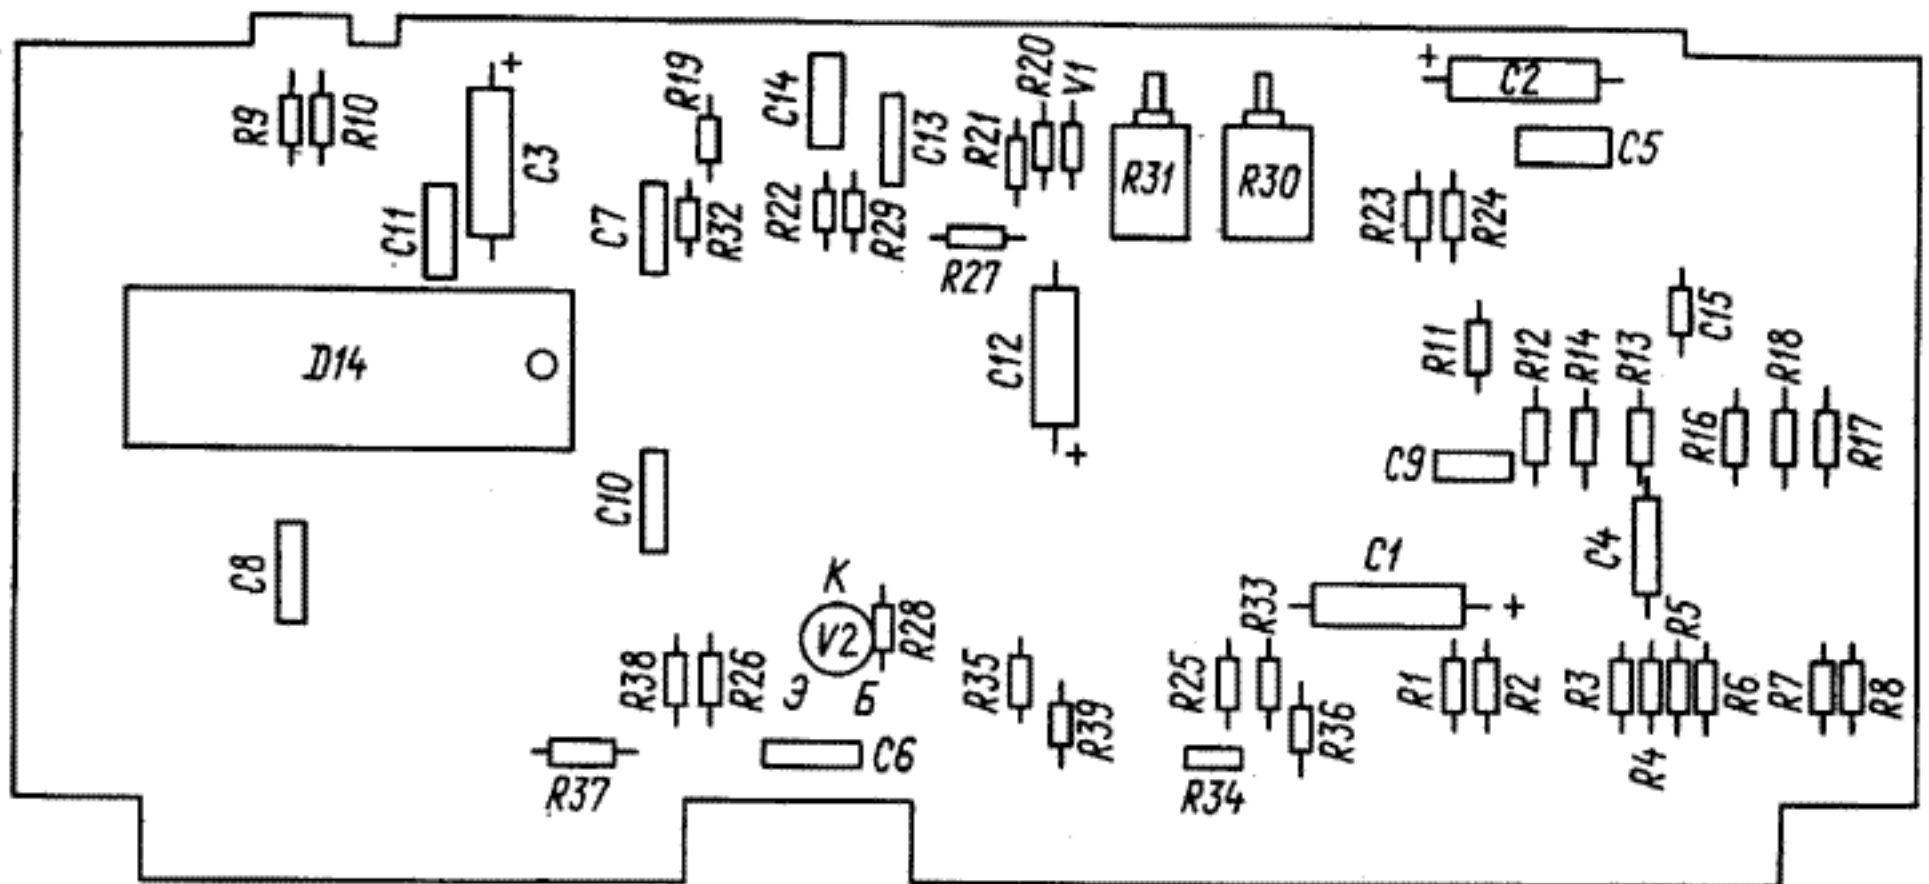 R9
R10
+
C3
C11
R19
C14
C13
C7
R32
R22
R29
R21
R20
V1
R27
R31
R30
+
C2
C5
R23
R24
D14
C12
+
R11
R12
R14
R13
C15
R16
R18
R17
C9
C10
C8
C4
К
V2
Э
Б
R28
C1
+
R33
R38
R26
R35
R39
R25
R36
R1
R2
R3
R5
R6
R4
R7
R8
R37
C6
R34